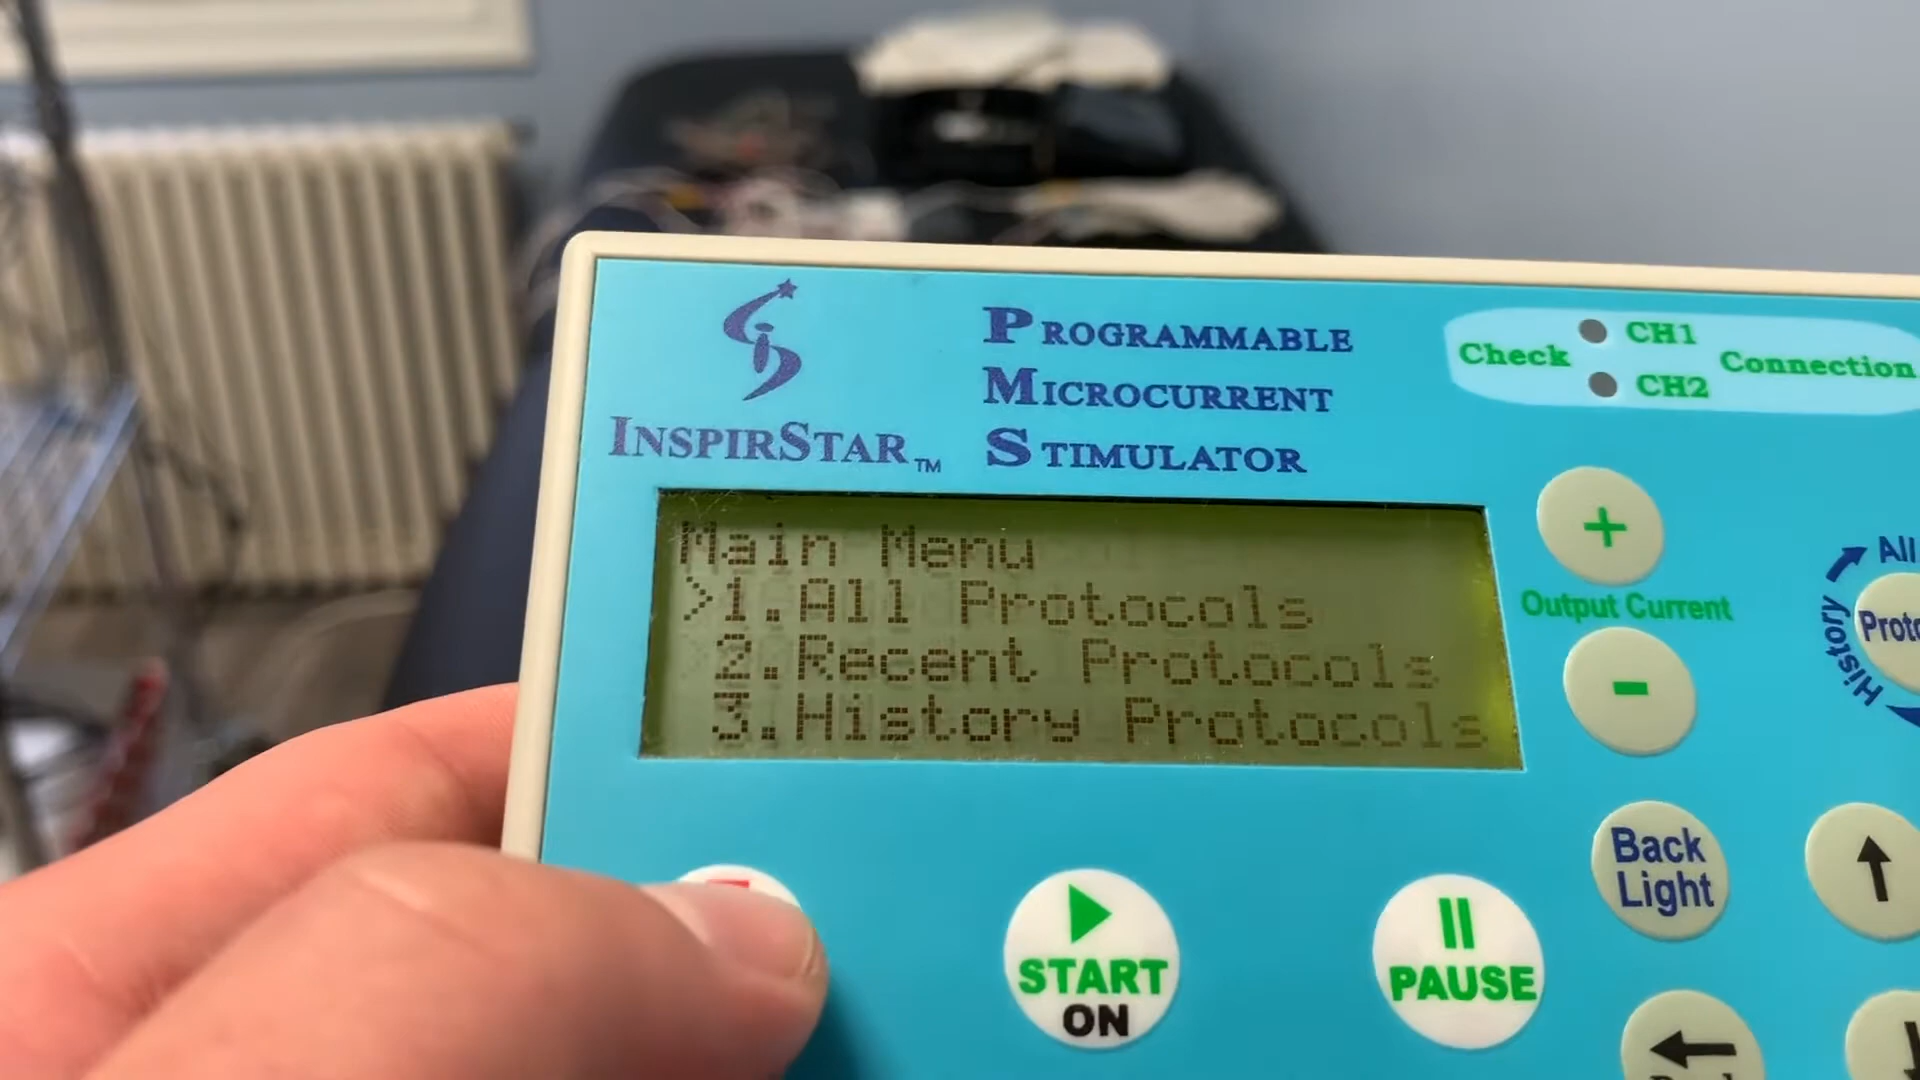 INSPIRSTAR™
PROGRAMMABLE
MICROCURRENT
STIMULATOR
Check
CH1
CH2
Connection
Main Menu
>1.All Protocols
2.Recent Protocols
3.History Protocols
+
Output Current
-
All
History
Back
Light
START
ON
PAUSE